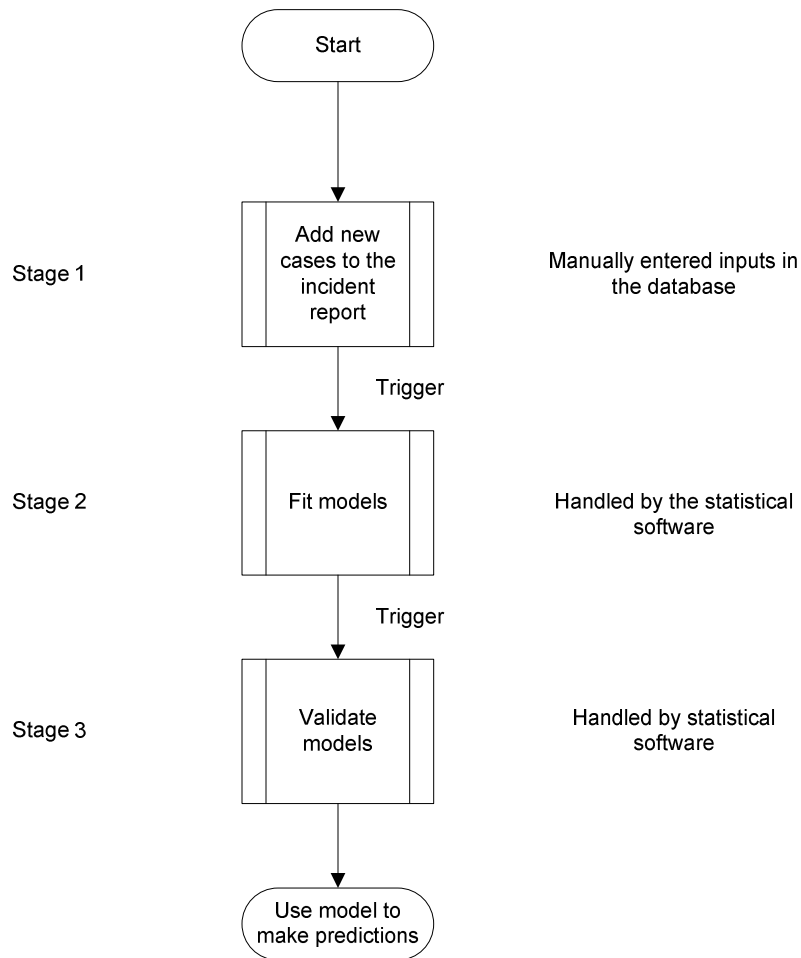 Start
Stage 1
Add new
cases to the
incident
report
Manually entered inputs in
the database
Trigger
Stage 2
Fit models
Handled by the statistical
software
Trigger
Stage 3
Validate
models
Handled by statistical
software
Use model to
make predictions